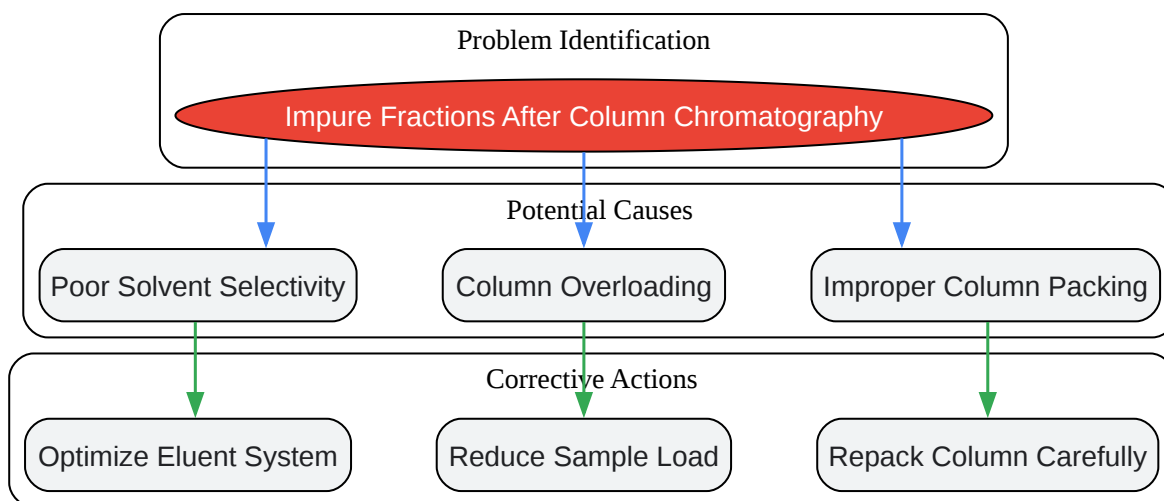 Problem Identification
Impure Fractions After Column Chromatography
Potential Causes
Poor Solvent Selectivity
Column Overloading
Improper Column Packing
Corrective Actions
Optimize Eluent System
Reduce Sample Load
Repack Column Carefully